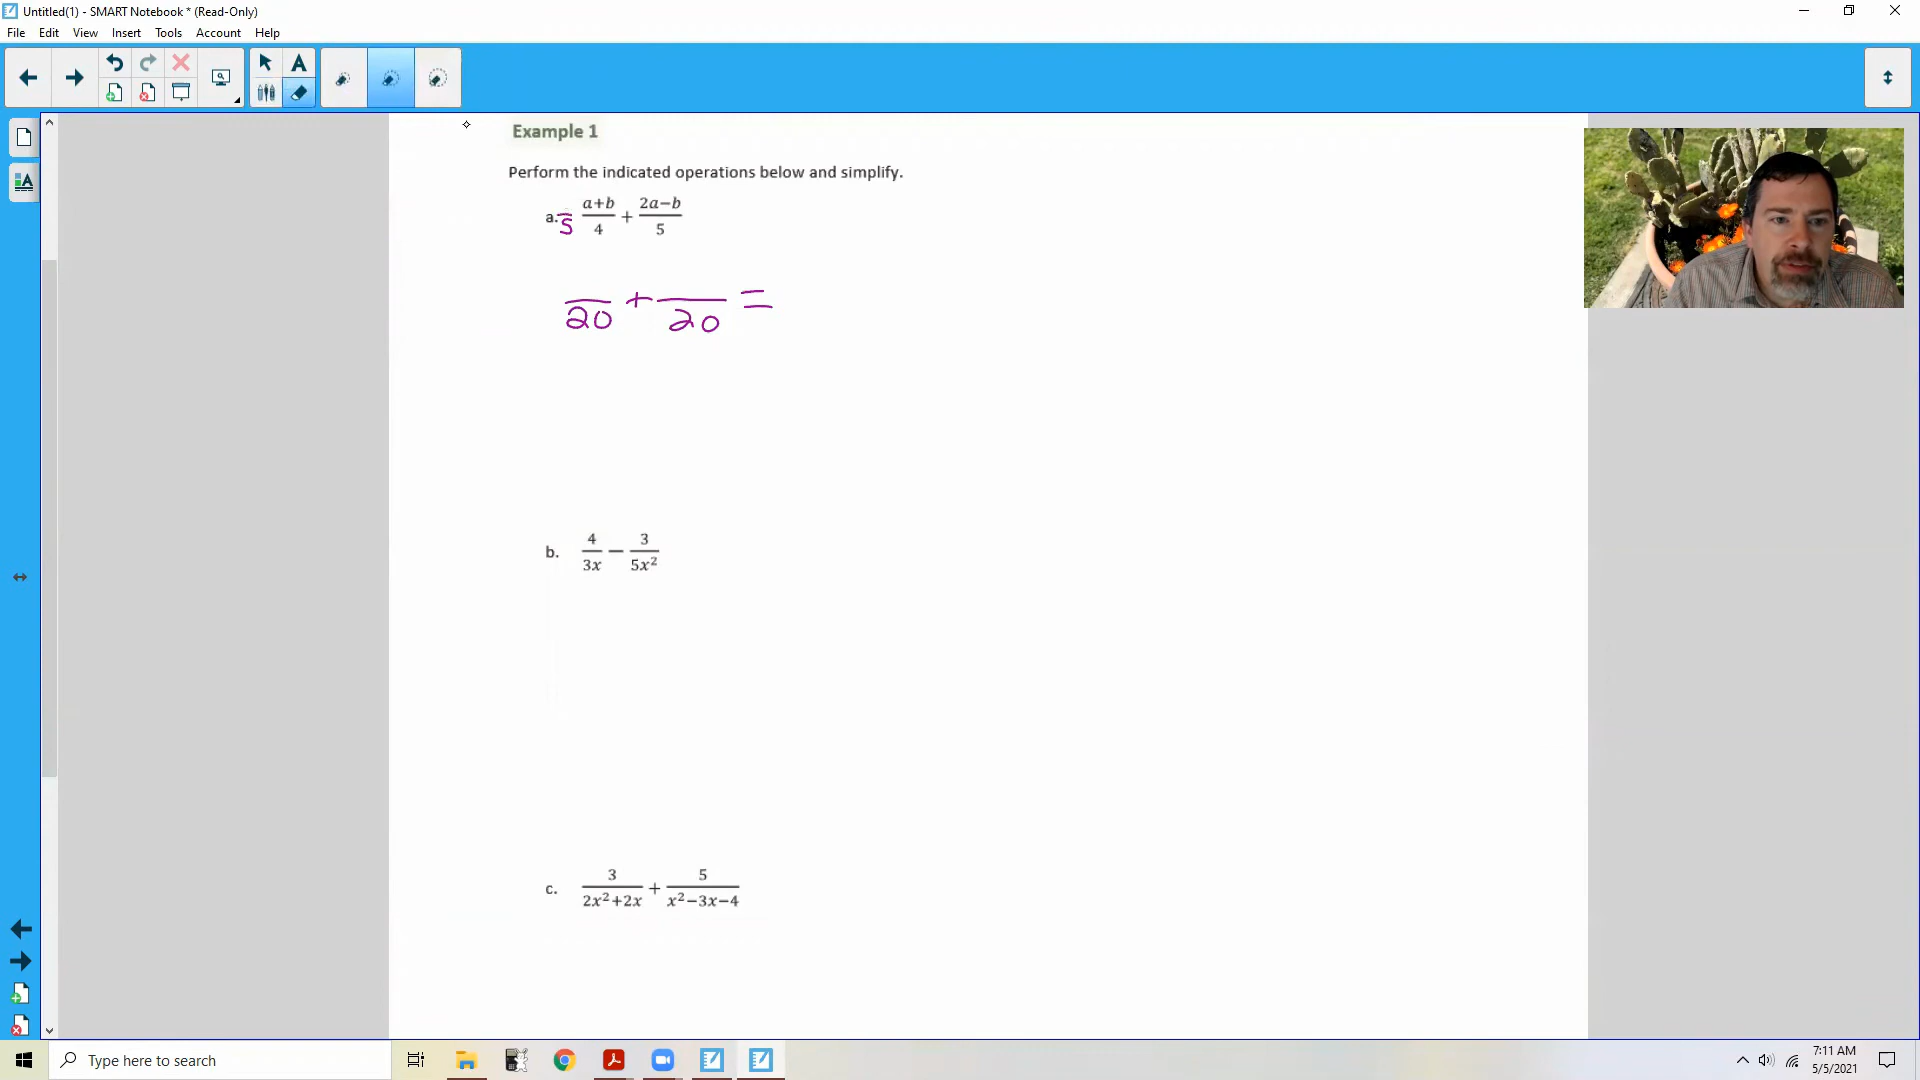 Untitled(1) - SMART Notebook * (Read-Only)
File Edit View Insert Tools Account Help
Example 1
Perform the indicated operations below and simplify.
a. 5 (a+b)/4 + (2a−b)/5
/20 + /20 =
b. 4/3x − 3/5x²
c. 3/(2x²+2x) + 5/(x²−3x−4)
Type here to search
7:11 AM
5/5/2021